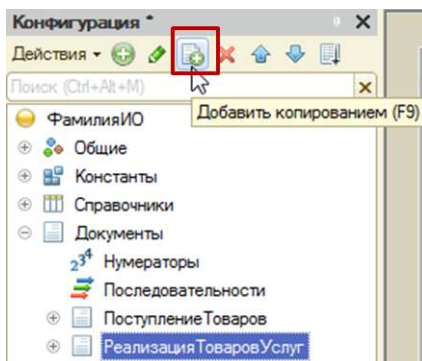 Конфигурация *
Действия
Поиск (Ctrl+Alt+M)
Добавить копированием (F9)
ФамилияИО
Общие
Константы
Справочники
Документы
Нумераторы
Последовательности
ПоступлениеТоваров
РеализацияТоваровУслуг